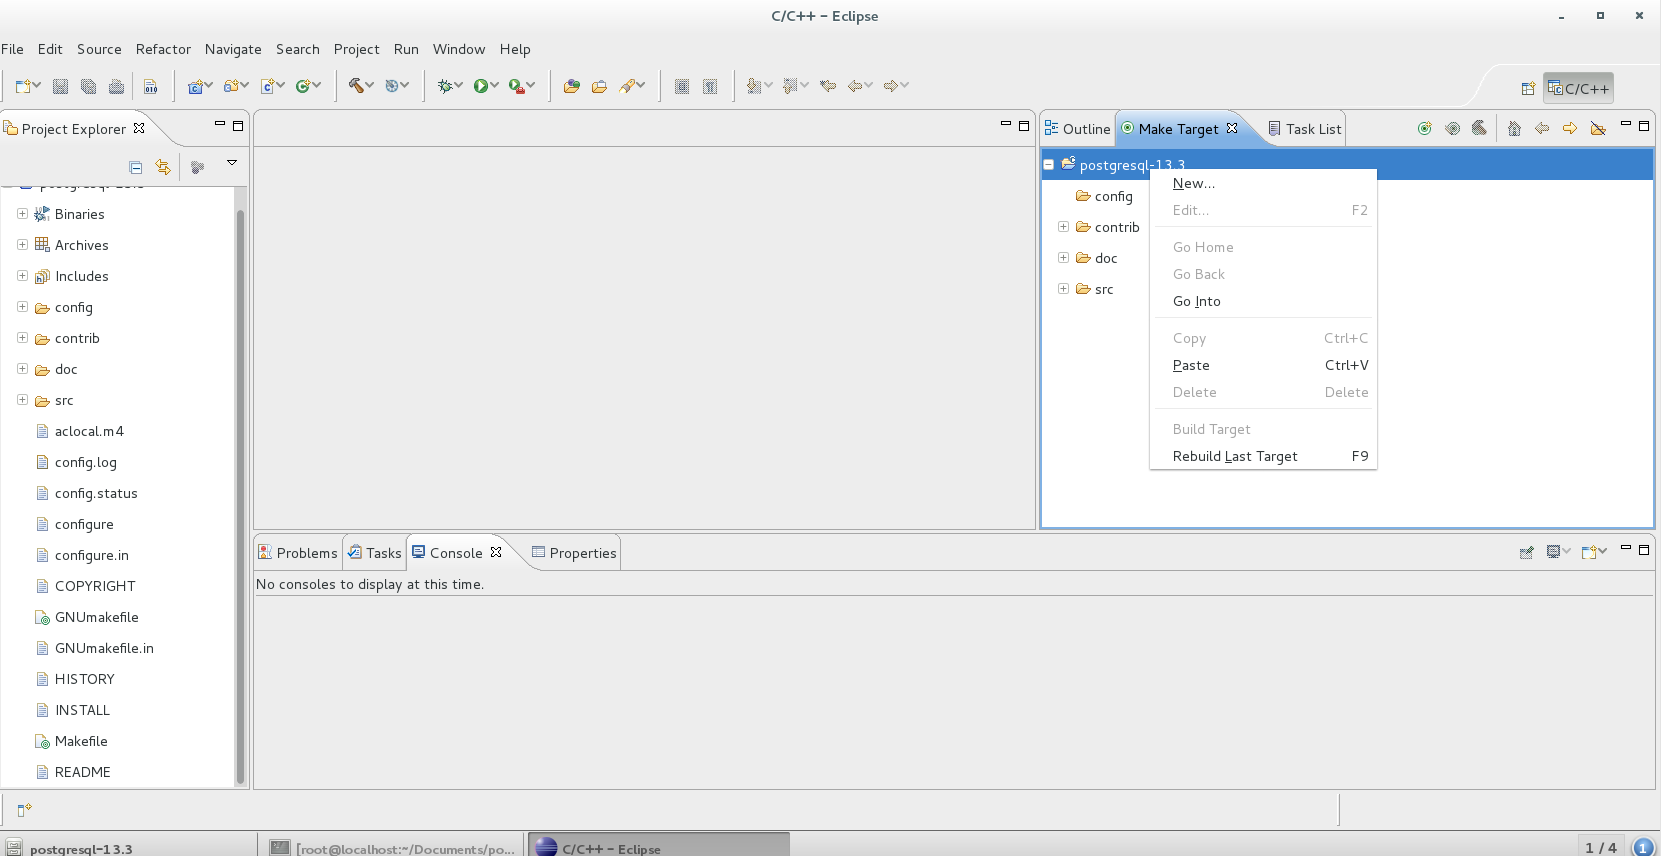 C/C++ – Eclipse
File Edit Source Refactor Navigate Search Project Run Window Help
C/C++
Project Explorer
Binaries
Archives
Includes
config
contrib
doc
src
aclocal.m4
config.log
config.status
configure
configure.in
COPYRIGHT
GNUmakefile
GNUmakefile.in
HISTORY
INSTALL
Makefile
README
Outline Make Target Task List
postgresql-13.3
config
contrib
doc
src
New...
Edit... F2
Go Home
Go Back
Go Into
Copy Ctrl+C
Paste Ctrl+V
Delete Delete
Build Target
Rebuild Last Target F9
Problems Tasks Console Properties
No consoles to display at this time.
postgresql-13.3 [root@localhost:~/Documents/po... C/C++ – Eclipse 1 / 4 1